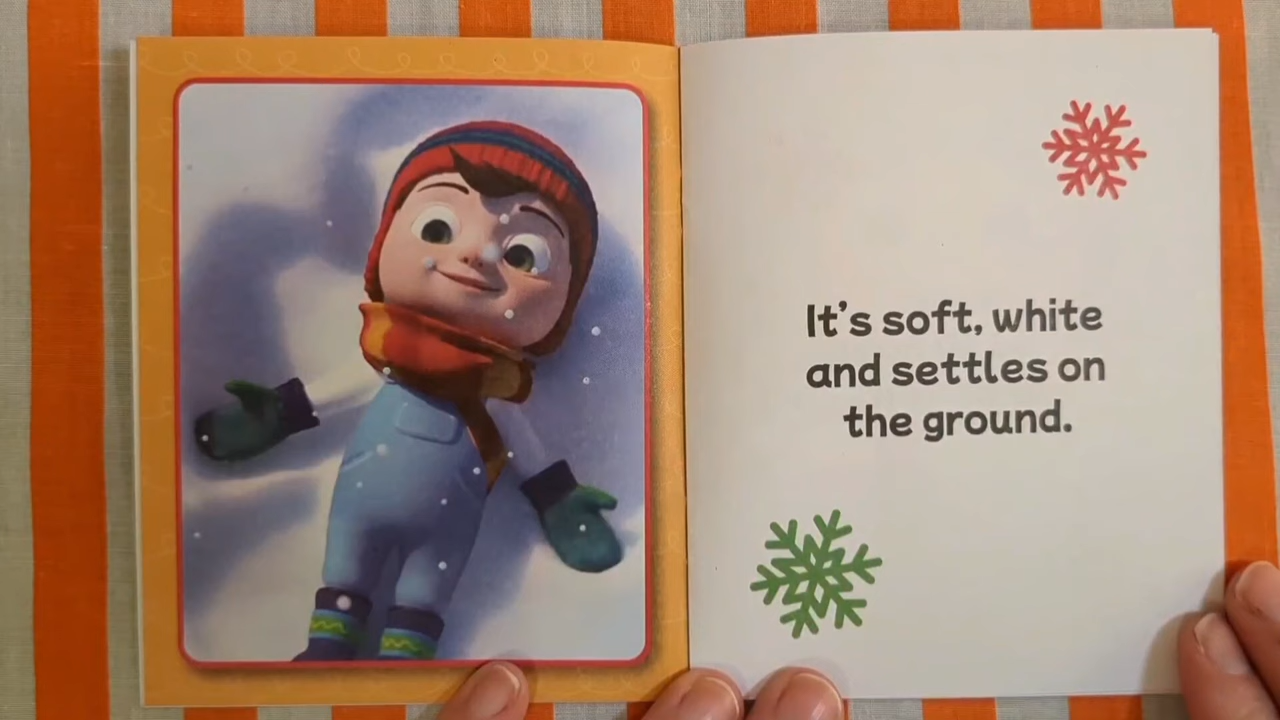 It's soft, white
and settles on
the ground.